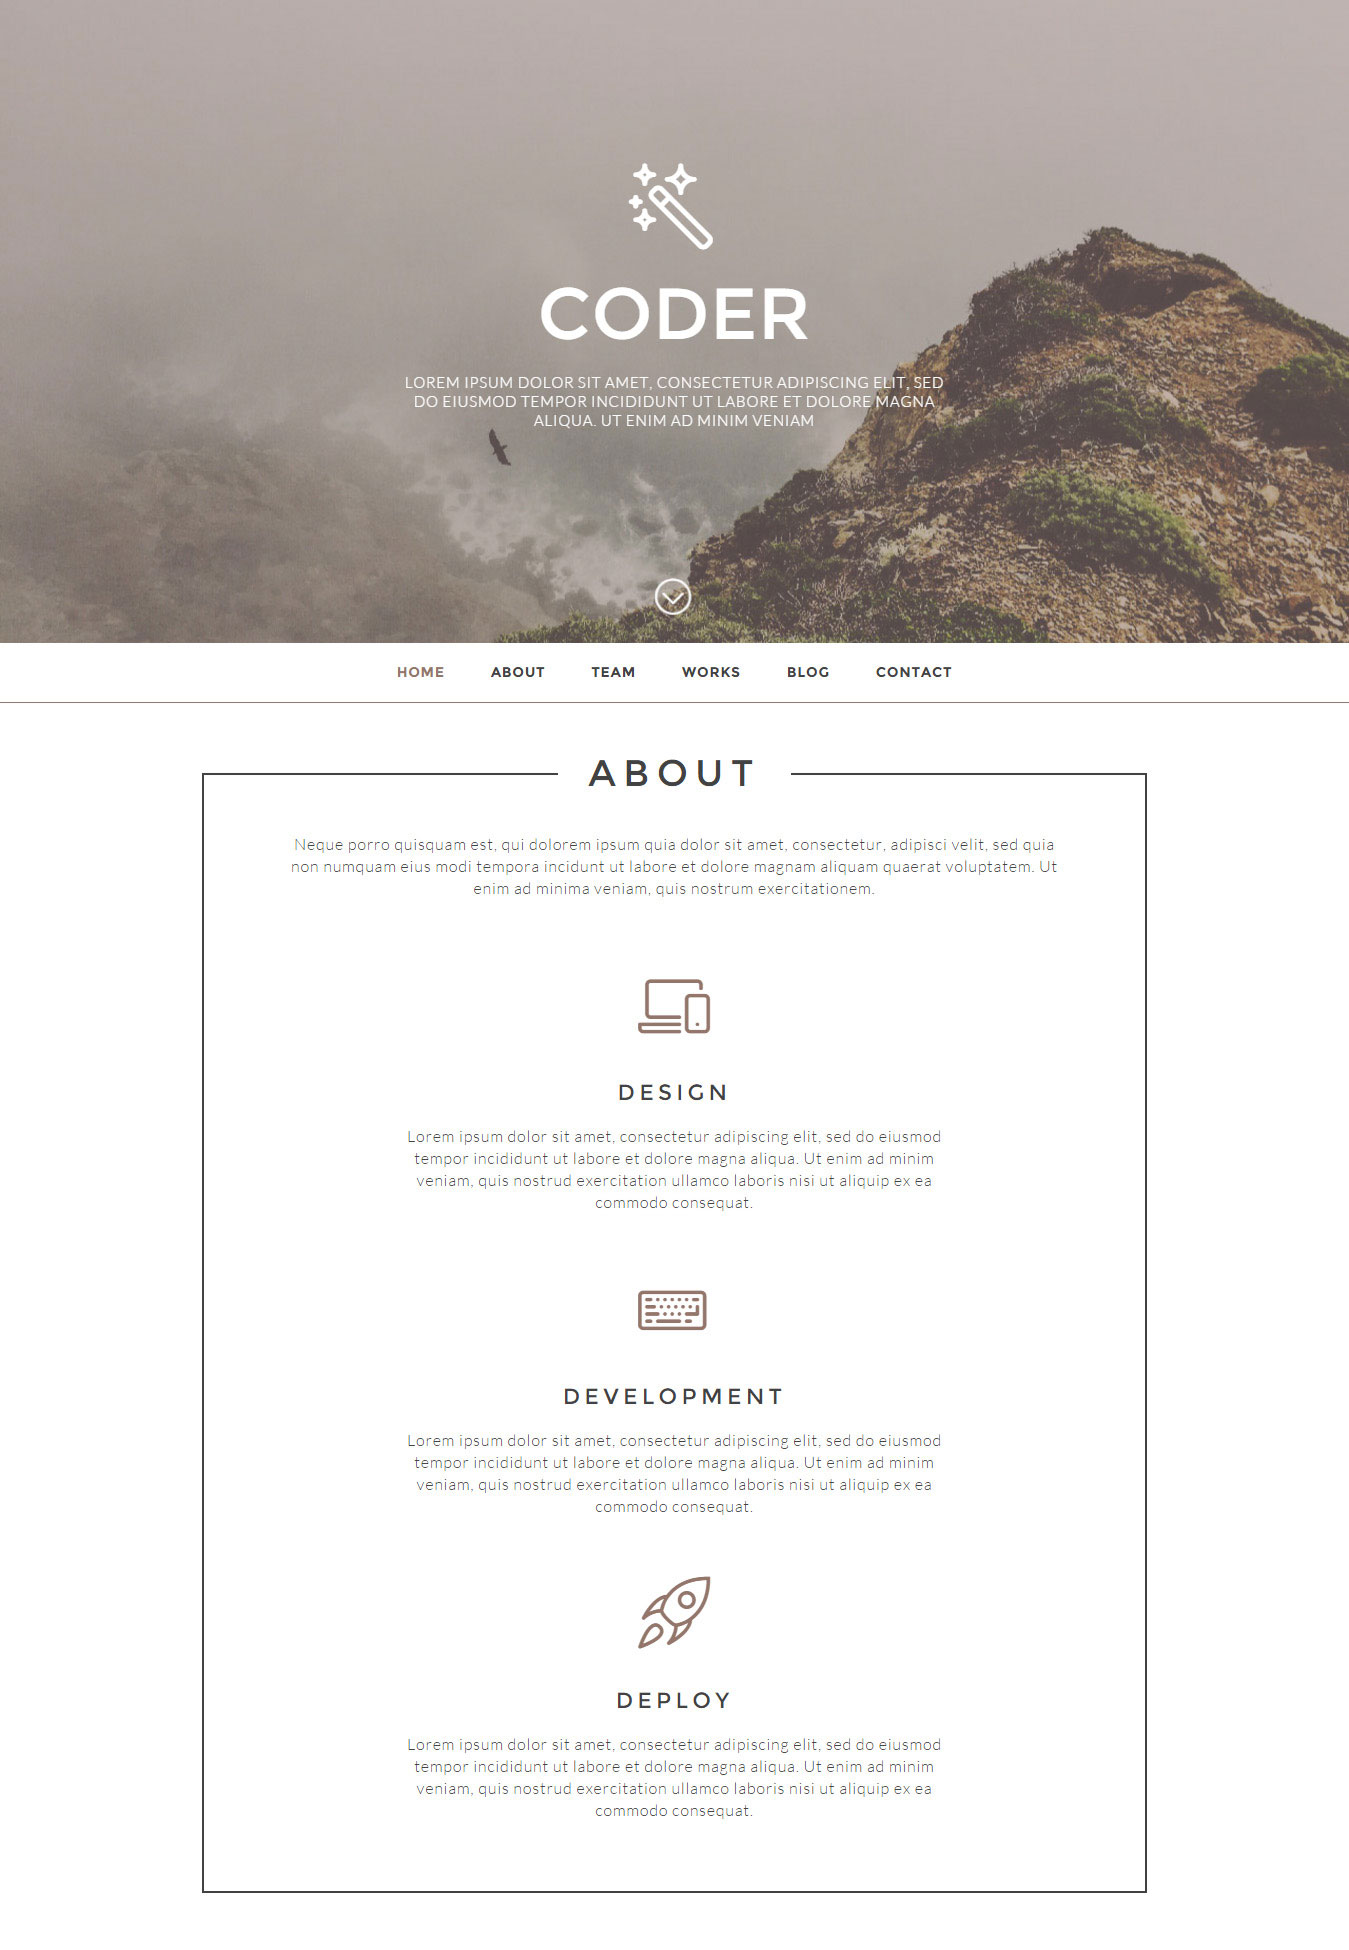 CODER
LOREM IPSUM DOLOR SIT AMET, CONSECTETUR ADIPISCING ELIT, SED
DO EIUSMOD TEMPOR INCIDIDUNT UT LABORE ET DOLORE MAGNA
ALIQUA. UT ENIM AD MINIM VENIAM
HOME ABOUT TEAM WORKS BLOG CONTACT
ABOUT
Neque porro quisquam est, qui dolorem ipsum quia dolor sit amet, consectetur, adipisci velit, sed quia
non numquam eius modi tempora incidunt ut labore et dolore magnam aliquam quaerat voluptatem. Ut
enim ad minima veniam, quis nostrum exercitationem.
DESIGN
Lorem ipsum dolor sit amet, consectetur adipiscing elit, sed do eiusmod
tempor incididunt ut labore et dolore magna aliqua. Ut enim ad minim
veniam, quis nostrud exercitation ullamco laboris nisi ut aliquip ex ea
commodo consequat.
DEVELOPMENT
Lorem ipsum dolor sit amet, consectetur adipiscing elit, sed do eiusmod
tempor incididunt ut labore et dolore magna aliqua. Ut enim ad minim
veniam, quis nostrud exercitation ullamco laboris nisi ut aliquip ex ea
commodo consequat.
DEPLOY
Lorem ipsum dolor sit amet, consectetur adipiscing elit, sed do eiusmod
tempor incididunt ut labore et dolore magna aliqua. Ut enim ad minim
veniam, quis nostrud exercitation ullamco laboris nisi ut aliquip ex ea
commodo consequat.